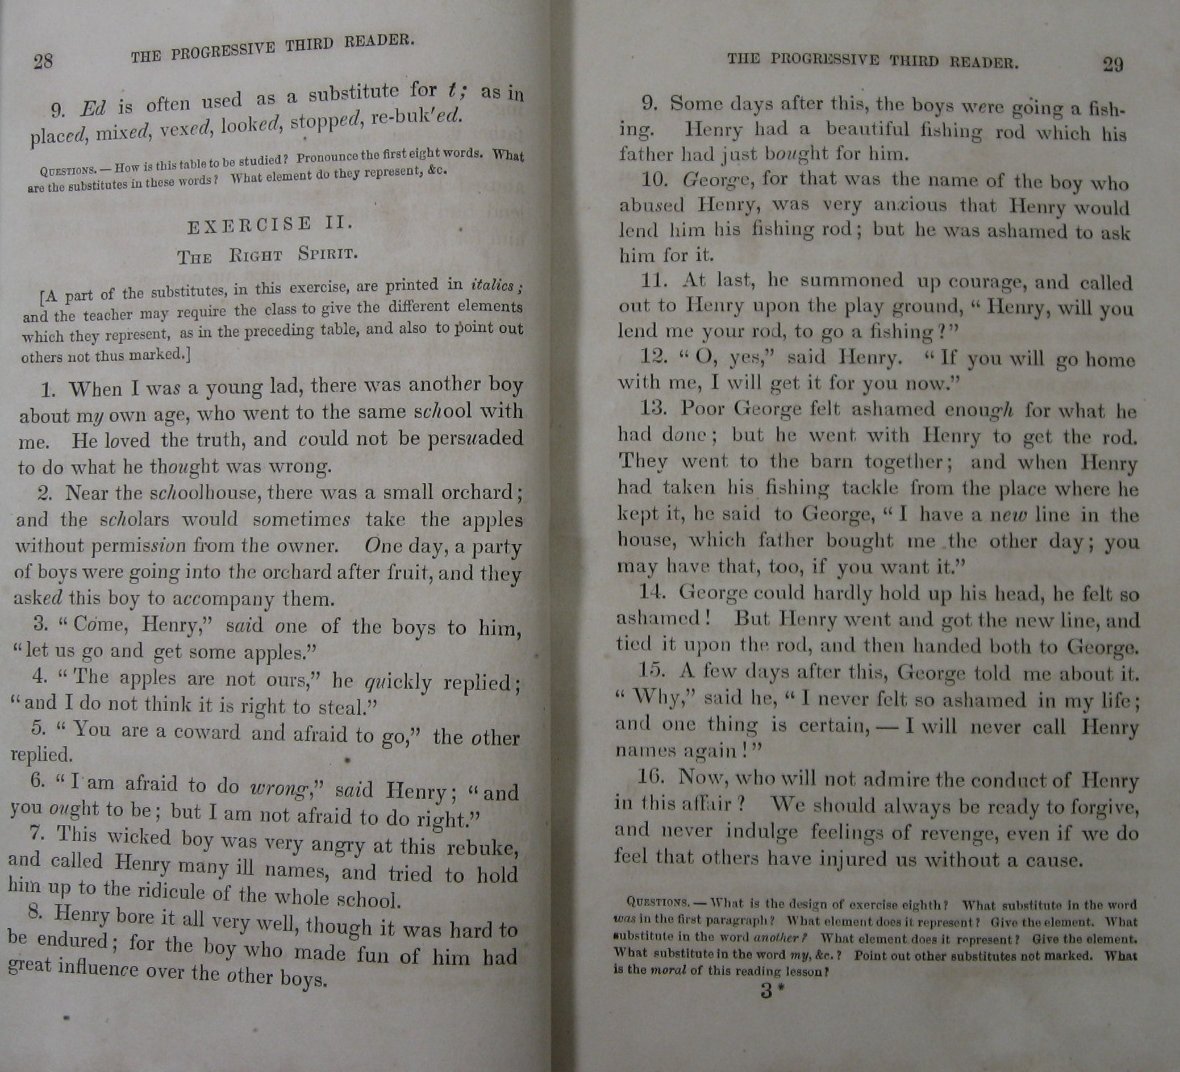 28
THE PROGRESSIVE THIRD READER.
9. Ed is often used as a substitute for t; as in
placed, mixed, vexed, looked, stopped, re-buk'ed.
QUESTIONS. — How is this table to be studied? Pronounce the first eight words. What
are the substitutes in these words? What element do they represent, &c.
EXERCISE II.
THE RIGHT SPIRIT.
[A part of the substitutes, in this exercise, are printed in italics;
and the teacher may require the class to give the different elements
which they represent, as in the preceding table, and also to point out
others not thus marked.]
1. When I was a young lad, there was another boy
about my own age, who went to the same school with
me. He loved the truth, and could not be persuaded
to do what he thought was wrong.
2. Near the schoolhouse, there was a small orchard;
and the scholars would sometimes take the apples
without permission from the owner. One day, a party
of boys were going into the orchard after fruit, and they
asked this boy to accompany them.
3. “Come, Henry,” said one of the boys to him,
“let us go and get some apples.”
4. “The apples are not ours,” he quickly replied;
“and I do not think it is right to steal.”
5. “You are a coward and afraid to go,” the other
replied.
6. “I am afraid to do wrong,” said Henry; “and
you ought to be; but I am not afraid to do right.”
7. This wicked boy was very angry at this rebuke,
and called Henry many ill names, and tried to hold
him up to the ridicule of the whole school.
8. Henry bore it all very well, though it was hard to
be endured; for the boy who made fun of him had
great influence over the other boys.
THE PROGRESSIVE THIRD READER.
29
9. Some days after this, the boys were going a fish-
ing. Henry had a beautiful fishing rod which his
father had just bought for him.
10. George, for that was the name of the boy who
abused Henry, was very anxious that Henry would
lend him his fishing rod; but he was ashamed to ask
him for it.
11. At last, he summoned up courage, and called
out to Henry upon the play ground, “Henry, will you
lend me your rod, to go a fishing?”
12. “O, yes,” said Henry. “If you will go home
with me, I will get it for you now.”
13. Poor George felt ashamed enough for what he
had done; but he went with Henry to get the rod.
They went to the barn together; and when Henry
had taken his fishing tackle from the place where he
kept it, he said to George, “I have a new line in the
house, which father bought me the other day; you
may have that, too, if you want it.”
14. George could hardly hold up his head, he felt so
ashamed! But Henry went and got the new line, and
tied it upon the rod, and then handed both to George.
15. A few days after this, George told me about it.
“Why,” said he, “I never felt so ashamed in my life;
and one thing is certain, — I will never call Henry
names again!”
16. Now, who will not admire the conduct of Henry
in this affair? We should always be ready to forgive,
and never indulge feelings of revenge, even if we do
feel that others have injured us without a cause.
QUESTIONS. — What is the design of exercise eighth? What substitute in the word
was in the first paragraph? What element does it represent? Give the element. What
substitute in the word another? What element does it represent? Give the element.
What substitute in the word my, &c.? Point out other substitutes not marked. What
is the moral of this reading lesson?
3*